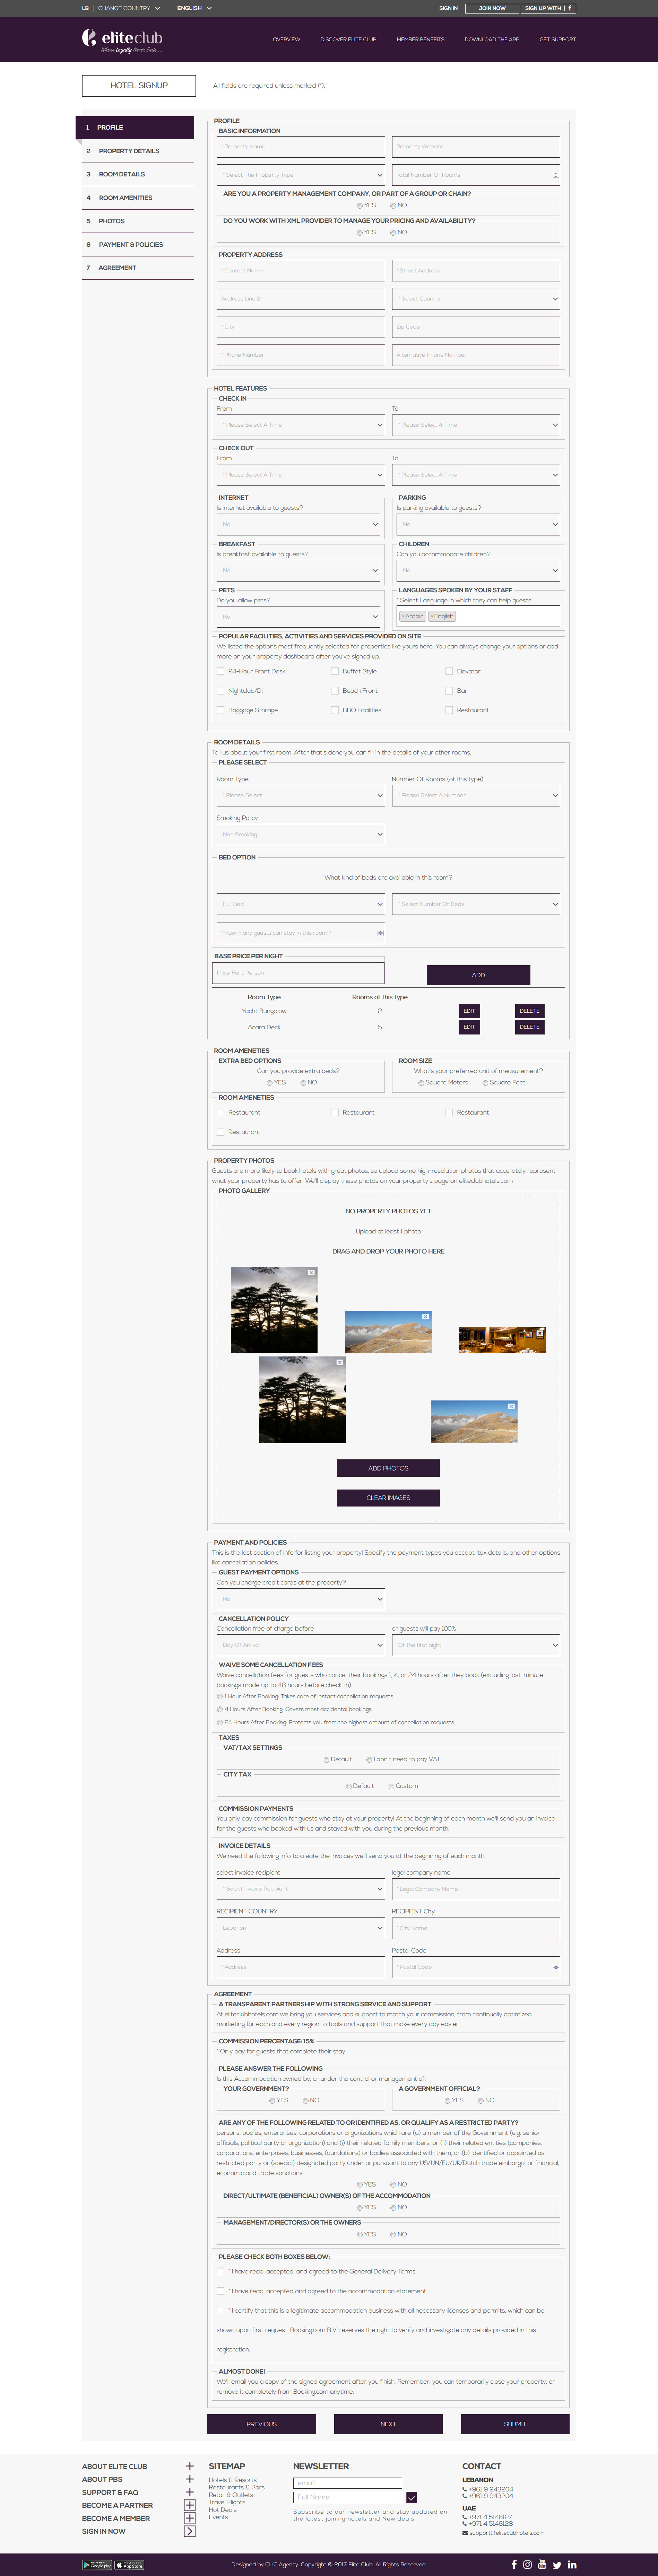 LB | CHANGE COUNTRY ENGLISH SIGN IN JOIN NOW SIGN UP WITH | f
eliteclub
Where Loyalty Never Ends ...
OVERVIEW DISCOVER ELITE CLUB MEMBER BENEFITS DOWNLOAD THE APP GET SUPPORT
HOTEL SIGNUP
All fields are required unless marked (*).
1 PROFILE
2 PROPERTY DETAILS
3 ROOM DETAILS
4 ROOM AMENITIES
5 PHOTOS
6 PAYMENT & POLICIES
7 AGREEMENT
PROFILE
BASIC INFORMATION
* Property Name Property Website
* Select The Property Type Total Number Of Rooms
ARE YOU A PROPERTY MANAGEMENT COMPANY, OR PART OF A GROUP OR CHAIN?
YES NO
DO YOU WORK WITH XML PROVIDER TO MANAGE YOUR PRICING AND AVAILABILITY?
YES NO
PROPERTY ADDRESS
* Contact Name * Street Address
Address Line 2 * Select Country
* City Zip Code
* Phone Number Alternative Phone Number
HOTEL FEATURES
CHECK IN
From To
* Please Select A Time * Please Select A Time
CHECK OUT
From To
* Please Select A Time * Please Select A Time
INTERNET PARKING
Is internet available to guests? Is parking available to guests?
No No
BREAKFAST CHILDREN
Is breakfast available to guests? Can you accommodate children?
No No
PETS LANGUAGES SPOKEN BY YOUR STAFF
Do you allow pets? * Select Language in which they can help guests.
No ×Arabic ×English
POPULAR FACILITIES, ACTIVITIES AND SERVICES PROVIDED ON SITE
We listed the options most frequently selected for properties like yours here. You can always change your options or add
more on your property dashboard after you've signed up.
24-Hour Front Desk Buffet Style Elevator
Nightclub/Dj Beach Front Bar
Baggage Storage BBQ Facilities Restaurant
ROOM DETAILS
Tell us about your first room. After that's done you can fill in the details of your other rooms.
PLEASE SELECT
Room Type Number Of Rooms (of this type)
* Please Select * Please Select A Number
Smoking Policy
Non Smoking
BED OPTION
What kind of beds are available in this room?
Full Bed * Select Number Of Beds
* How many guests can stay in this room?
BASE PRICE PER NIGHT
Price For 1 Person ADD
Room Type Rooms of this type
Yacht Bungalow 2 EDIT DELETE
Acara Deck 5 EDIT DELETE
ROOM AMENETIES
EXTRA BED OPTIONS ROOM SIZE
Can you provide extra beds? What's your preferred unit of measurement?
YES NO Square Meters Square Feet
ROOM AMENETIES
Restaurant Restaurant Restaurant
Restaurant
PROPERTY PHOTOS
Guests are more likely to book hotels with great photos, so upload some high-resolution photos that accurately represent
what your property has to offer. We'll display these photos on your property's page on eliteclubhotels.com
PHOTO GALLERY
NO PROPERTY PHOTOS YET
Upload at least 1 photo
DRAG AND DROP YOUR PHOTO HERE
ADD PHOTOS
CLEAR IMAGES
PAYMENT AND POLICIES
This is the last section of info for listing your property! Specify the payment types you accept, tax details, and other options
like cancellation policies.
GUEST PAYMENT OPTIONS
Can you charge credit cards at the property?
No
CANCELLATION POLICY
Cancellation free of charge before or guests will pay 100%
Day Of Arrival Of the first night
WAIVE SOME CANCELLATION FEES
Waive cancellation fees for guests who cancel their bookings 1, 4, or 24 hours after they book (excluding last-minute
bookings made up to 48 hours before check-in).
1 Hour After Booking: Takes care of instant cancellation requests
4 Hours After Booking: Covers most accidental bookings
24 Hours After Booking: Protects you from the highest amount of cancellation requests
TAXES
VAT/TAX SETTINGS
Default I don't need to pay VAT
CITY TAX
Default Custom
COMMISSION PAYMENTS
You only pay commission for guests who stay at your property! At the beginning of each month we'll send you an invoice
for the guests who booked with us and stayed with you during the previous month.
INVOICE DETAILS
We need the following info to create the invoices we'll send you at the beginning of each month.
select invoice recipient legal company name
* Select Invoice Recipient * Legal Company Name
RECIPIENT COUNTRY RECIPIENT City
Lebanon * City Name
Address Postal Code
* Address * Postal Code
AGREEMENT
A TRANSPARENT PARTNERSHIP WITH STRONG SERVICE AND SUPPORT
At eliteclubhotels.com we bring you services and support to match your commission, from continually optimized
marketing for each and every region to tools and support that make every day easier.
COMMISSION PERCENTAGE: 15%
* Only pay for guests that complete their stay
PLEASE ANSWER THE FOLLOWING
Is this Accommodation owned by, or under the control or management of:
YOUR GOVERNMENT? A GOVERNMENT OFFICIAL?
YES NO YES NO
ARE ANY OF THE FOLLOWING RELATED TO OR IDENTIFIED AS, OR QUALIFY AS A RESTRICTED PARTY?
persons, bodies, enterprises, corporations or organizations which are (a) a member of the Government (e.g. senior
officials, political party or organization) and (i) their related family members, or (ii) their related entities (companies,
corporations, enterprises, businesses, foundations) or bodies associated with them, or (b) identified or appointed as
restricted party or (special) designated party under or pursuant to any US/UN/EU/UK/Dutch trade embargo, or financial,
economic and trade sanctions.
YES NO
DIRECT/ULTIMATE (BENEFICIAL) OWNER(S) OF THE ACCOMMODATION
YES NO
MANAGEMENT/DIRECTOR(S) OR THE OWNERS
YES NO
PLEASE CHECK BOTH BOXES BELOW:
* I have read, accepted, and agreed to the General Delivery Terms.
* I have read, accepted and agreed to the accommodation statement.
* I certify that this is a legitimate accommodation business with all necessary licenses and permits, which can be
shown upon first request. Booking.com B.V. reserves the right to verify and investigate any details provided in this
registration.
ALMOST DONE!
We'll email you a copy of the signed agreement after you finish. Remember, you can temporarily close your property, or
remove it completely from Booking.com anytime.
PREVIOUS NEXT SUBMIT
ABOUT ELITE CLUB
ABOUT PBS
SUPPORT & FAQ
BECOME A PARTNER
BECOME A MEMBER
SIGN IN NOW
SITEMAP
Hotels & Resorts
Restaurants & Bars
Retail & Outlets
Travel Flights
Hot Deals
Events
NEWSLETTER
email
Full Name
Subscribe to our newsletter and stay updated on
the latest joining hotels and New deals.
CONTACT
LEBANON
+961 9 943204
+961 9 943204
UAE
+971 4 5146127
+971 4 5146128
support@eliteclubhotels.com
Google play App Store
Designed by CLIC Agency. Copyright © 2017 Elite Club. All Rights Reserved.